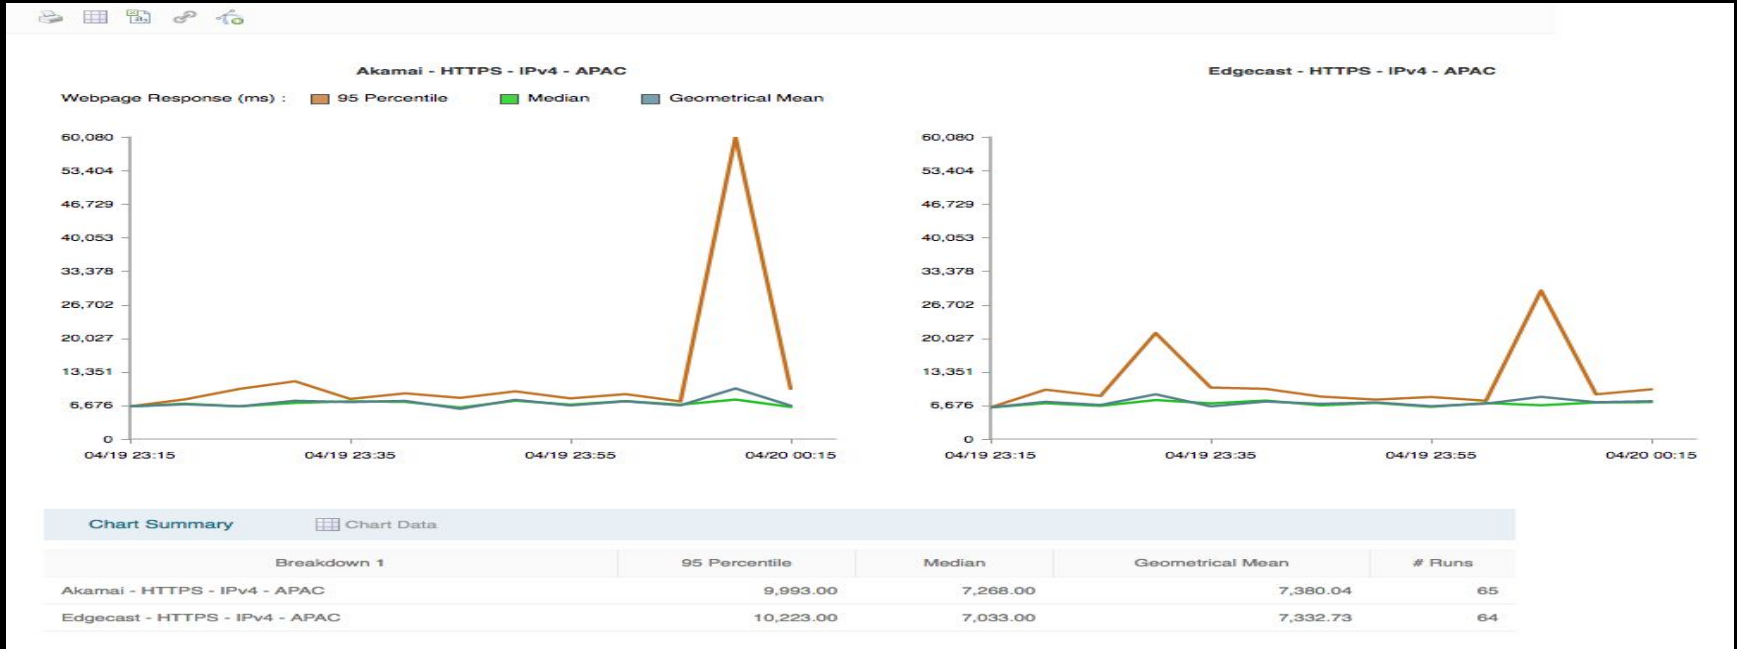 Akamai - HTTPS - IPv4 - APAC
Webpage Response (ms) : 95 Percentile Median Geometrical Mean
60,080
53,404
46,729
40,053
33,378
26,702
20,027
13,351
6,676
0
04/19 23:15 04/19 23:35 04/19 23:55 04/20 00:15
Edgecast - HTTPS - IPv4 - APAC
60,080
53,404
46,729
40,053
33,378
26,702
20,027
13,351
6,676
0
04/19 23:15 04/19 23:35 04/19 23:55 04/20 00:15
Chart Summary Chart Data
Breakdown 1 95 Percentile Median Geometrical Mean # Runs
Akamai - HTTPS - IPv4 - APAC 9,993.00 7,268.00 7,380.04 65
Edgecast - HTTPS - IPv4 - APAC 10,223.00 7,033.00 7,332.73 64